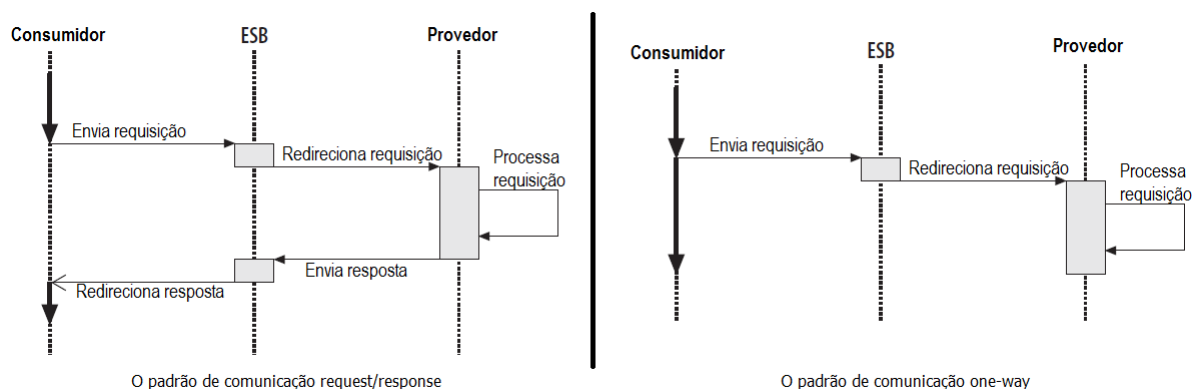 Consumidor
ESB
Provedor
Envia requisição
Redireciona requisição
Processa
requisição
Envia resposta
Redireciona resposta
O padrão de comunicação request/response
Consumidor
ESB
Provedor
Envia requisição
Redireciona requisição
Processa
requisição
O padrão de comunicação one-way